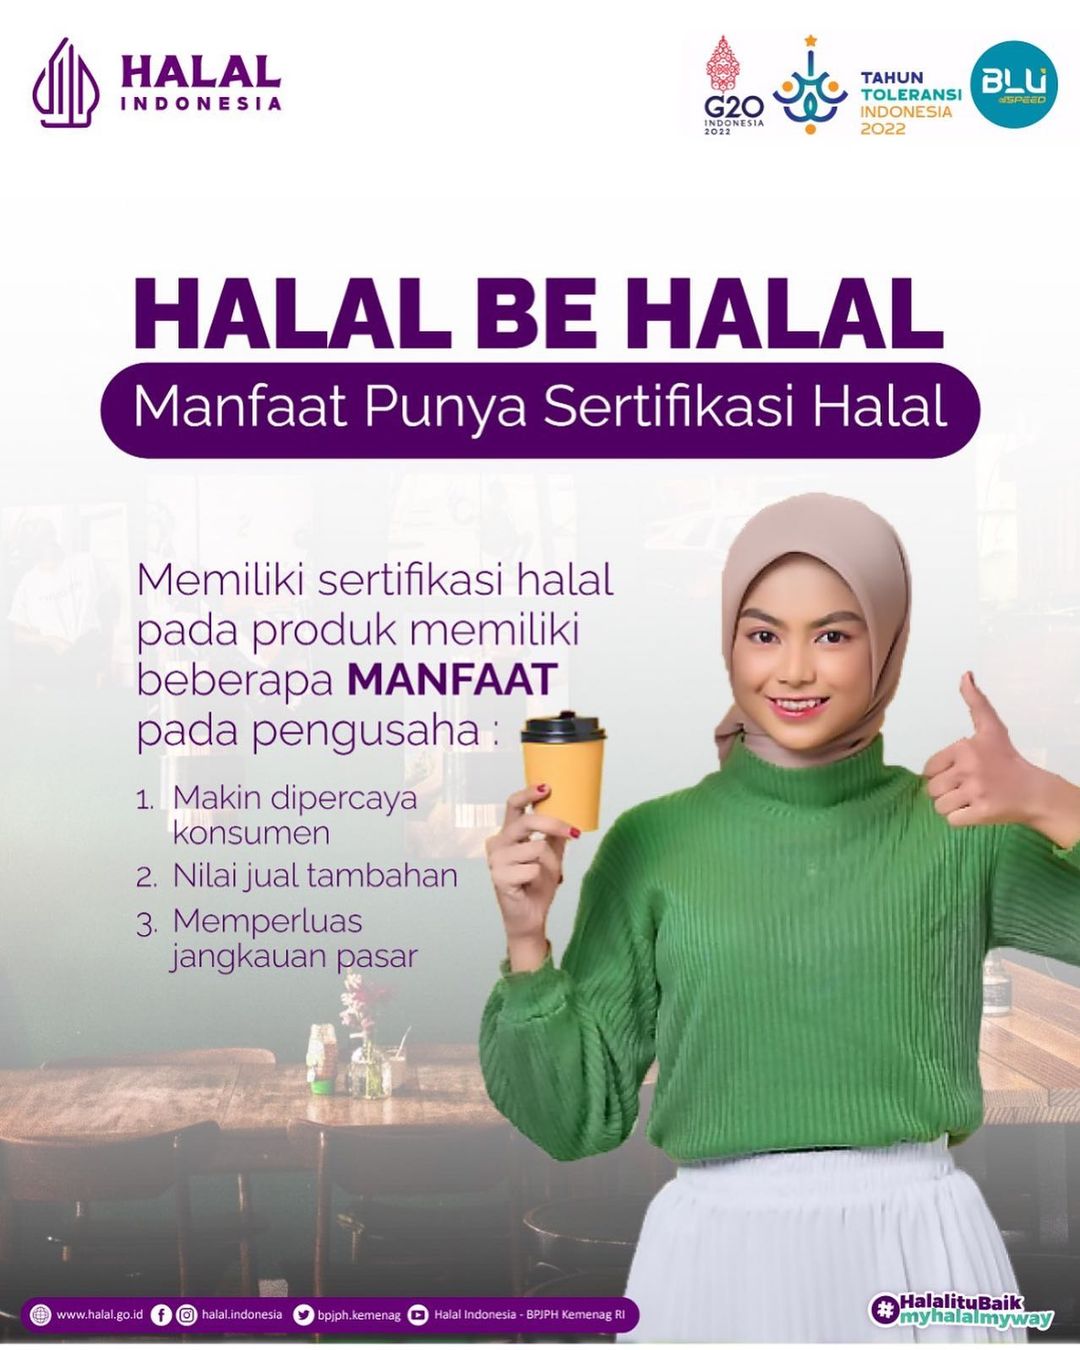 HALAL
INDONESIA
G20
INDONESIA
2022
TAHUN
TOLERANSI
INDONESIA
2022
BLU
SPEED
HALAL BE HALAL
Manfaat Punya Sertifikasi Halal
Memiliki sertifikasi halal
pada produk memiliki
beberapa MANFAAT
pada pengusaha :
1. Makin dipercaya
konsumen
2. Nilai jual tambahan
3. Memperluas
jangkauan pasar
www.halal.go.id halal.indonesia bpjph.kemenag Halal Indonesia - BPJPH Kemenag RI
#HalalituBaik
myhalalmyway